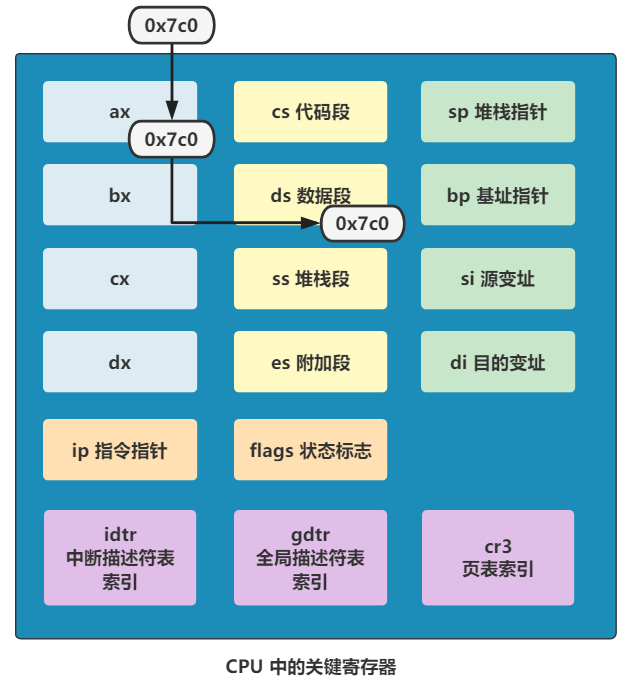 0x7c0
ax
cs 代码段
sp 堆栈指针
0x7c0
bx
ds 数据段
bp 基址指针
0x7c0
cx
ss 堆栈段
si 源变址
dx
es 附加段
di 目的变址
ip 指令指针
flags 状态标志
idtr
中断描述符表
索引
gdtr
全局描述符表
索引
cr3
页表索引
CPU 中的关键寄存器